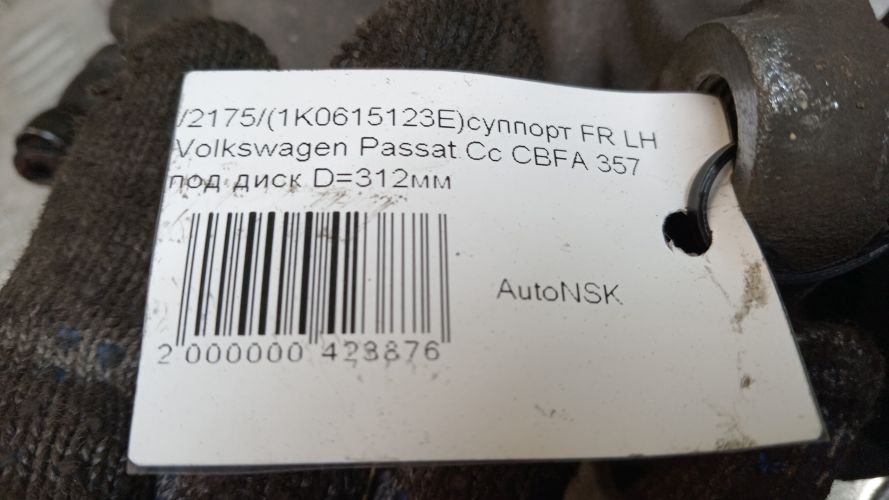 /2175/(1K0615123E)суппорт FR LH
Volkswagen Passat Cc CBFA 357
под диск D=312мм
AutoNSK
2 000000 423876